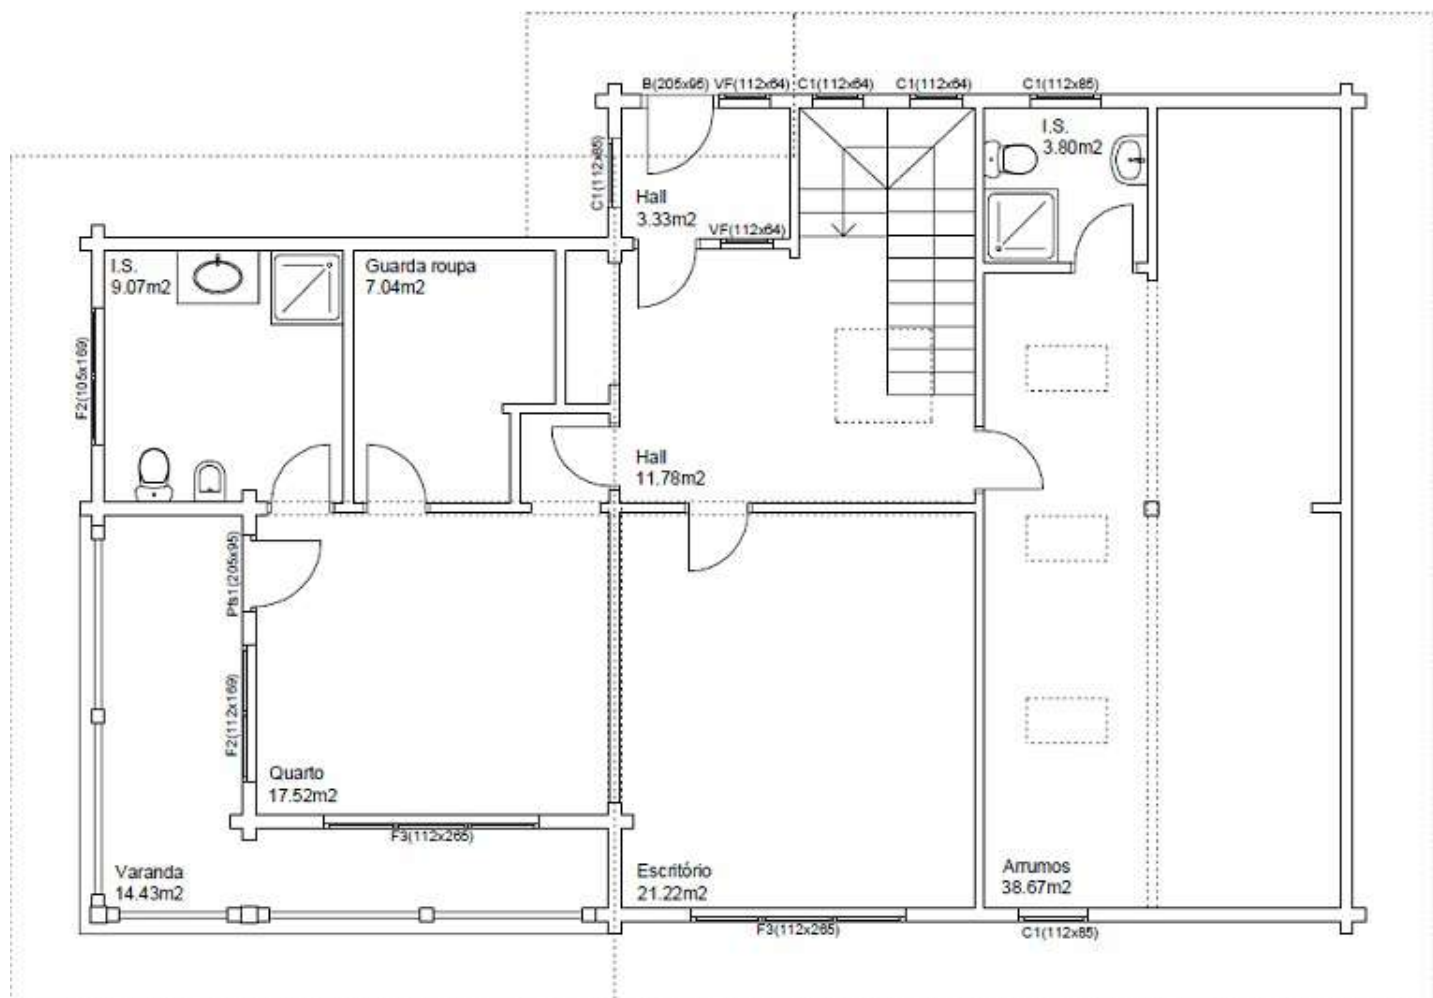 B(205x95) VF(112x64) C1(112x64) C1(112x64) C1(112x85)
C1(112x85)
I.S.
3.80m2
Hall
3.33m2
VF(112x64)
I.S.
9.07m2
Guarda roupa
7.04m2
F2(105x169)
Hall
11.78m2
Pfs1(205x95)
F2(112x169)
Quarto
17.52m2
F3(112x265)
Varanda
14.43m2
Escritório
21.22m2
Arrumos
38.67m2
F3(112x265)
C1(112x85)